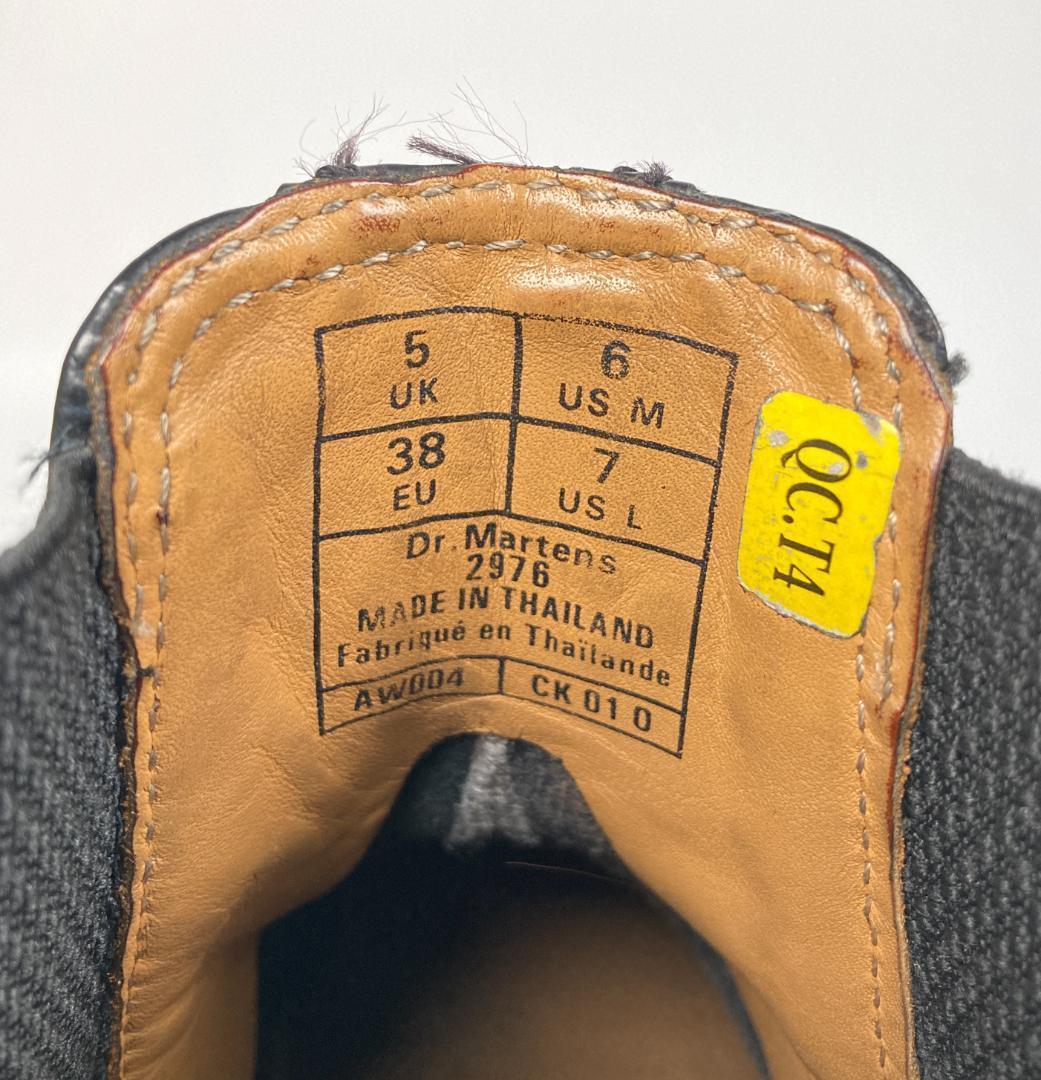 5
UK
6
US M
38
EU
7
US L
Dr. Martens
2976
MADE IN THAILAND
Fabriqué en Thaïlande
AW004
CK 01 0
QC.T4